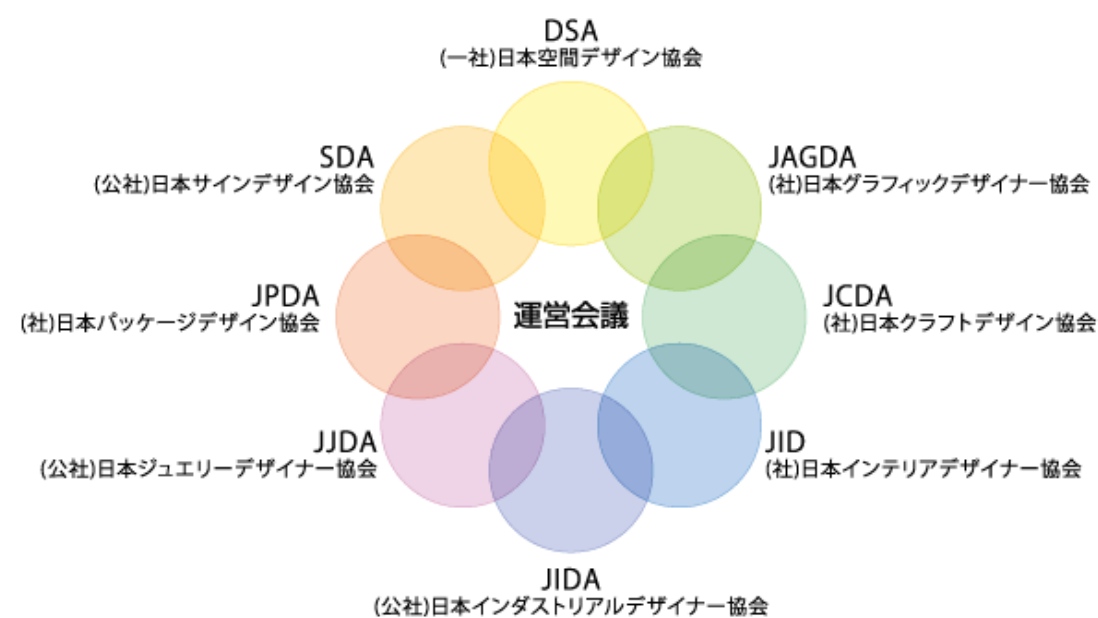 DSA
(一社)日本空間デザイン協会
SDA
(公社)日本サインデザイン協会
JAGDA
(社)日本グラフィックデザイナー協会
JPDA
(社)日本パッケージデザイン協会
運営会議
JCDA
(社)日本クラフトデザイン協会
JJDA
(公社)日本ジュエリーデザイナー協会
JID
(社)日本インテリアデザイナー協会
JIDA
(公社)日本インダストリアルデザイナー協会